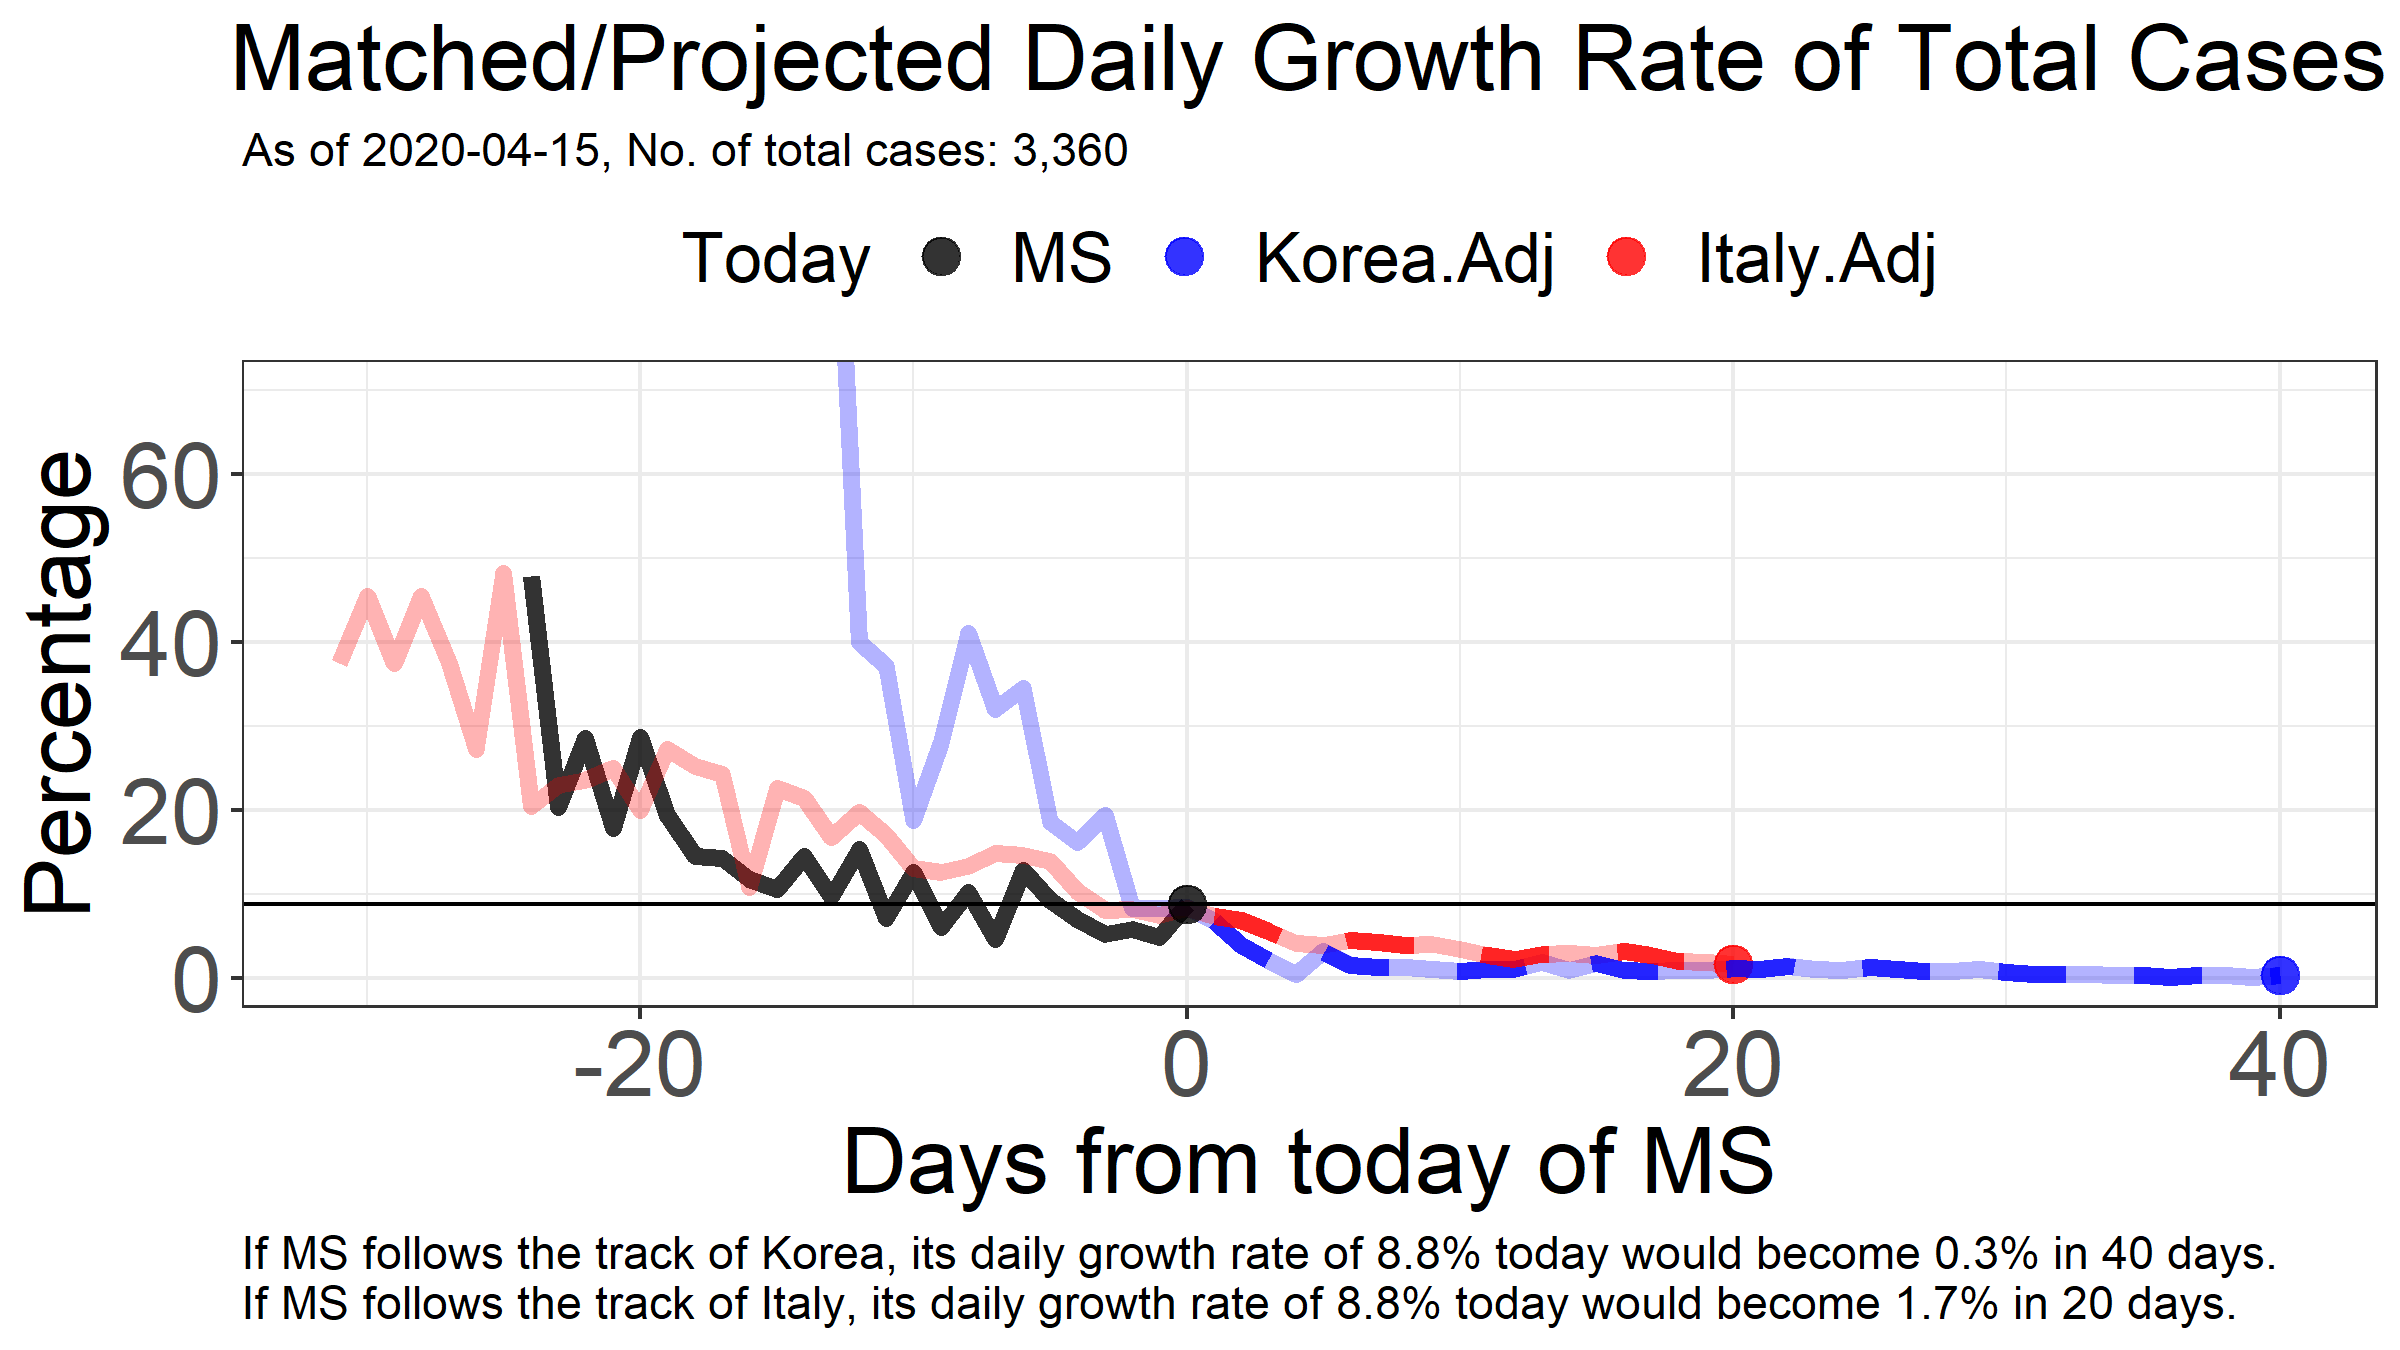 Matched/Projected Daily Growth Rate of Total Cases
As of 2020-04-15, No. of total cases: 3,360
Today MS Korea.Adj Italy.Adj
Percentage
60
40
20
0
-20 0 20 40
Days from today of MS
If MS follows the track of Korea, its daily growth rate of 8.8% today would become 0.3% in 40 days.
If MS follows the track of Italy, its daily growth rate of 8.8% today would become 1.7% in 20 days.